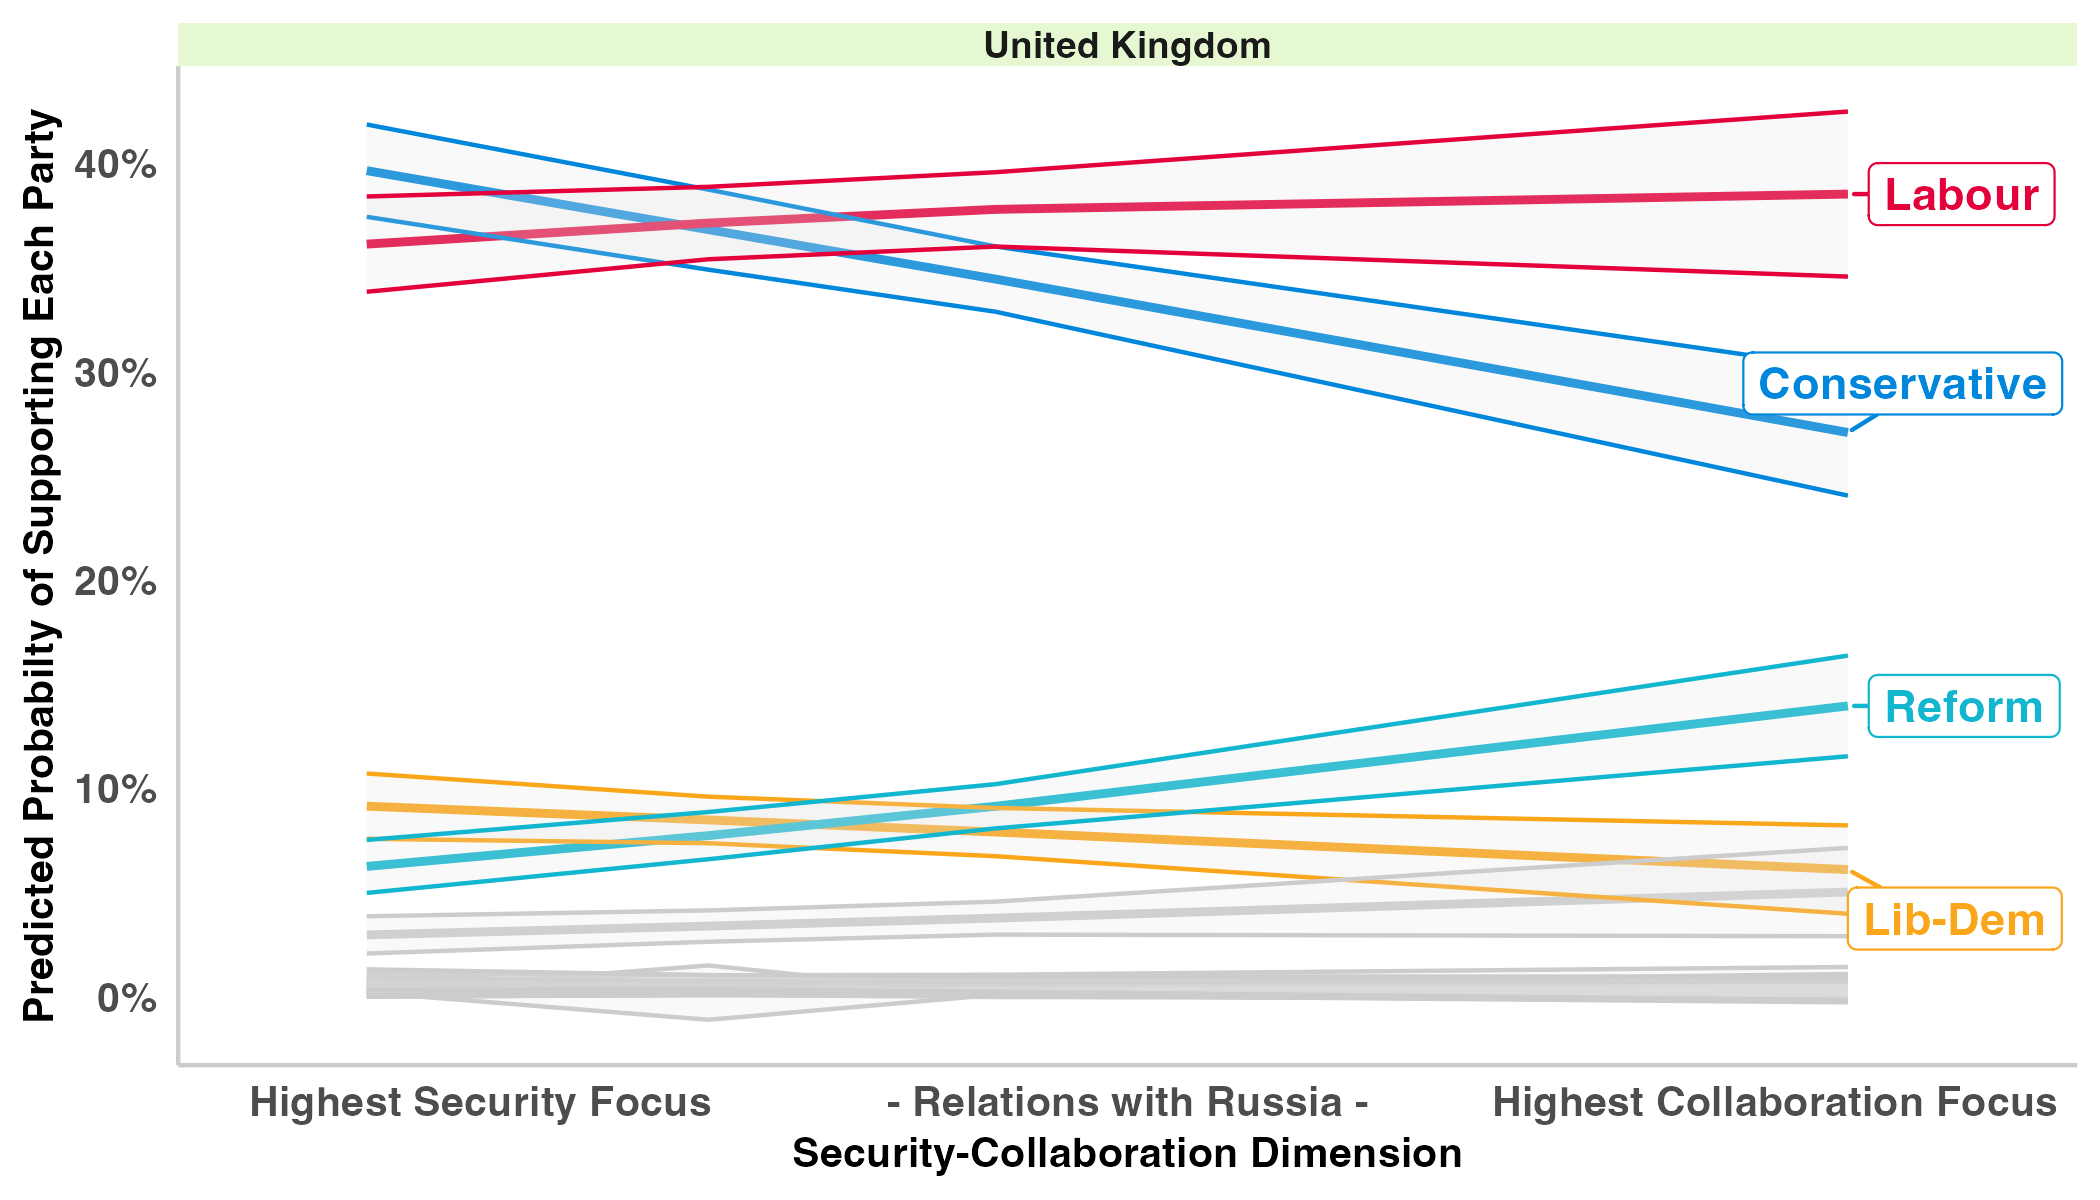 United Kingdom
Predicted Probabilty of Supporting Each Party
40%
30%
20%
10%
0%
Labour
Conservative
Reform
Lib-Dem
Highest Security Focus
- Relations with Russia -
Highest Collaboration Focus
Security-Collaboration Dimension